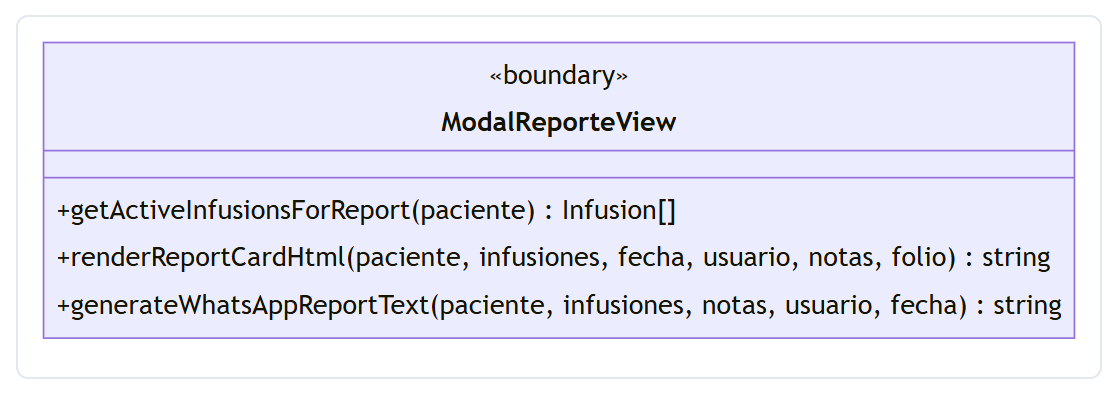 «boundary»
ModalReporteView
+getActiveInfusionsForReport(paciente) : Infusion[]
+renderReportCardHtml(paciente, infusiones, fecha, usuario, notas, folio) : string
+generateWhatsAppReportText(paciente, infusiones, notas, usuario, fecha) : string